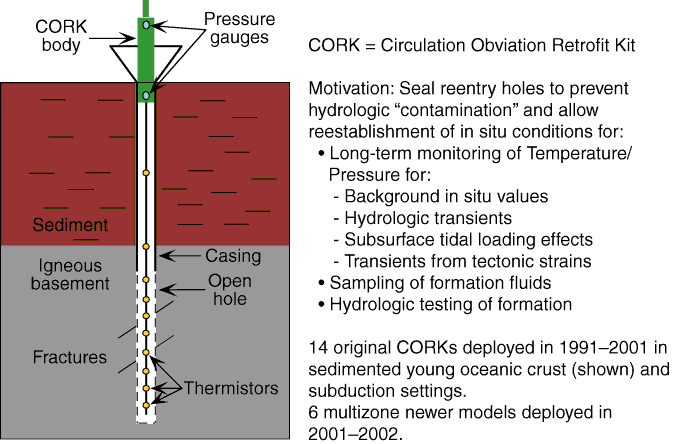 CORK
body
Pressure
gauges
Sediment
Igneous
basement
Casing
Open
hole
Fractures
Thermistors
CORK = Circulation Obviation Retrofit Kit
Motivation: Seal reentry holes to prevent
hydrologic “contamination” and allow
reestablishment of in situ conditions for:
• Long-term monitoring of Temperature/
Pressure for:
- Background in situ values
- Hydrologic transients
- Subsurface tidal loading effects
- Transients from tectonic strains
• Sampling of formation fluids
• Hydrologic testing of formation
14 original CORKs deployed in 1991–2001 in
sedimented young oceanic crust (shown) and
subduction settings.
6 multizone newer models deployed in
2001–2002.